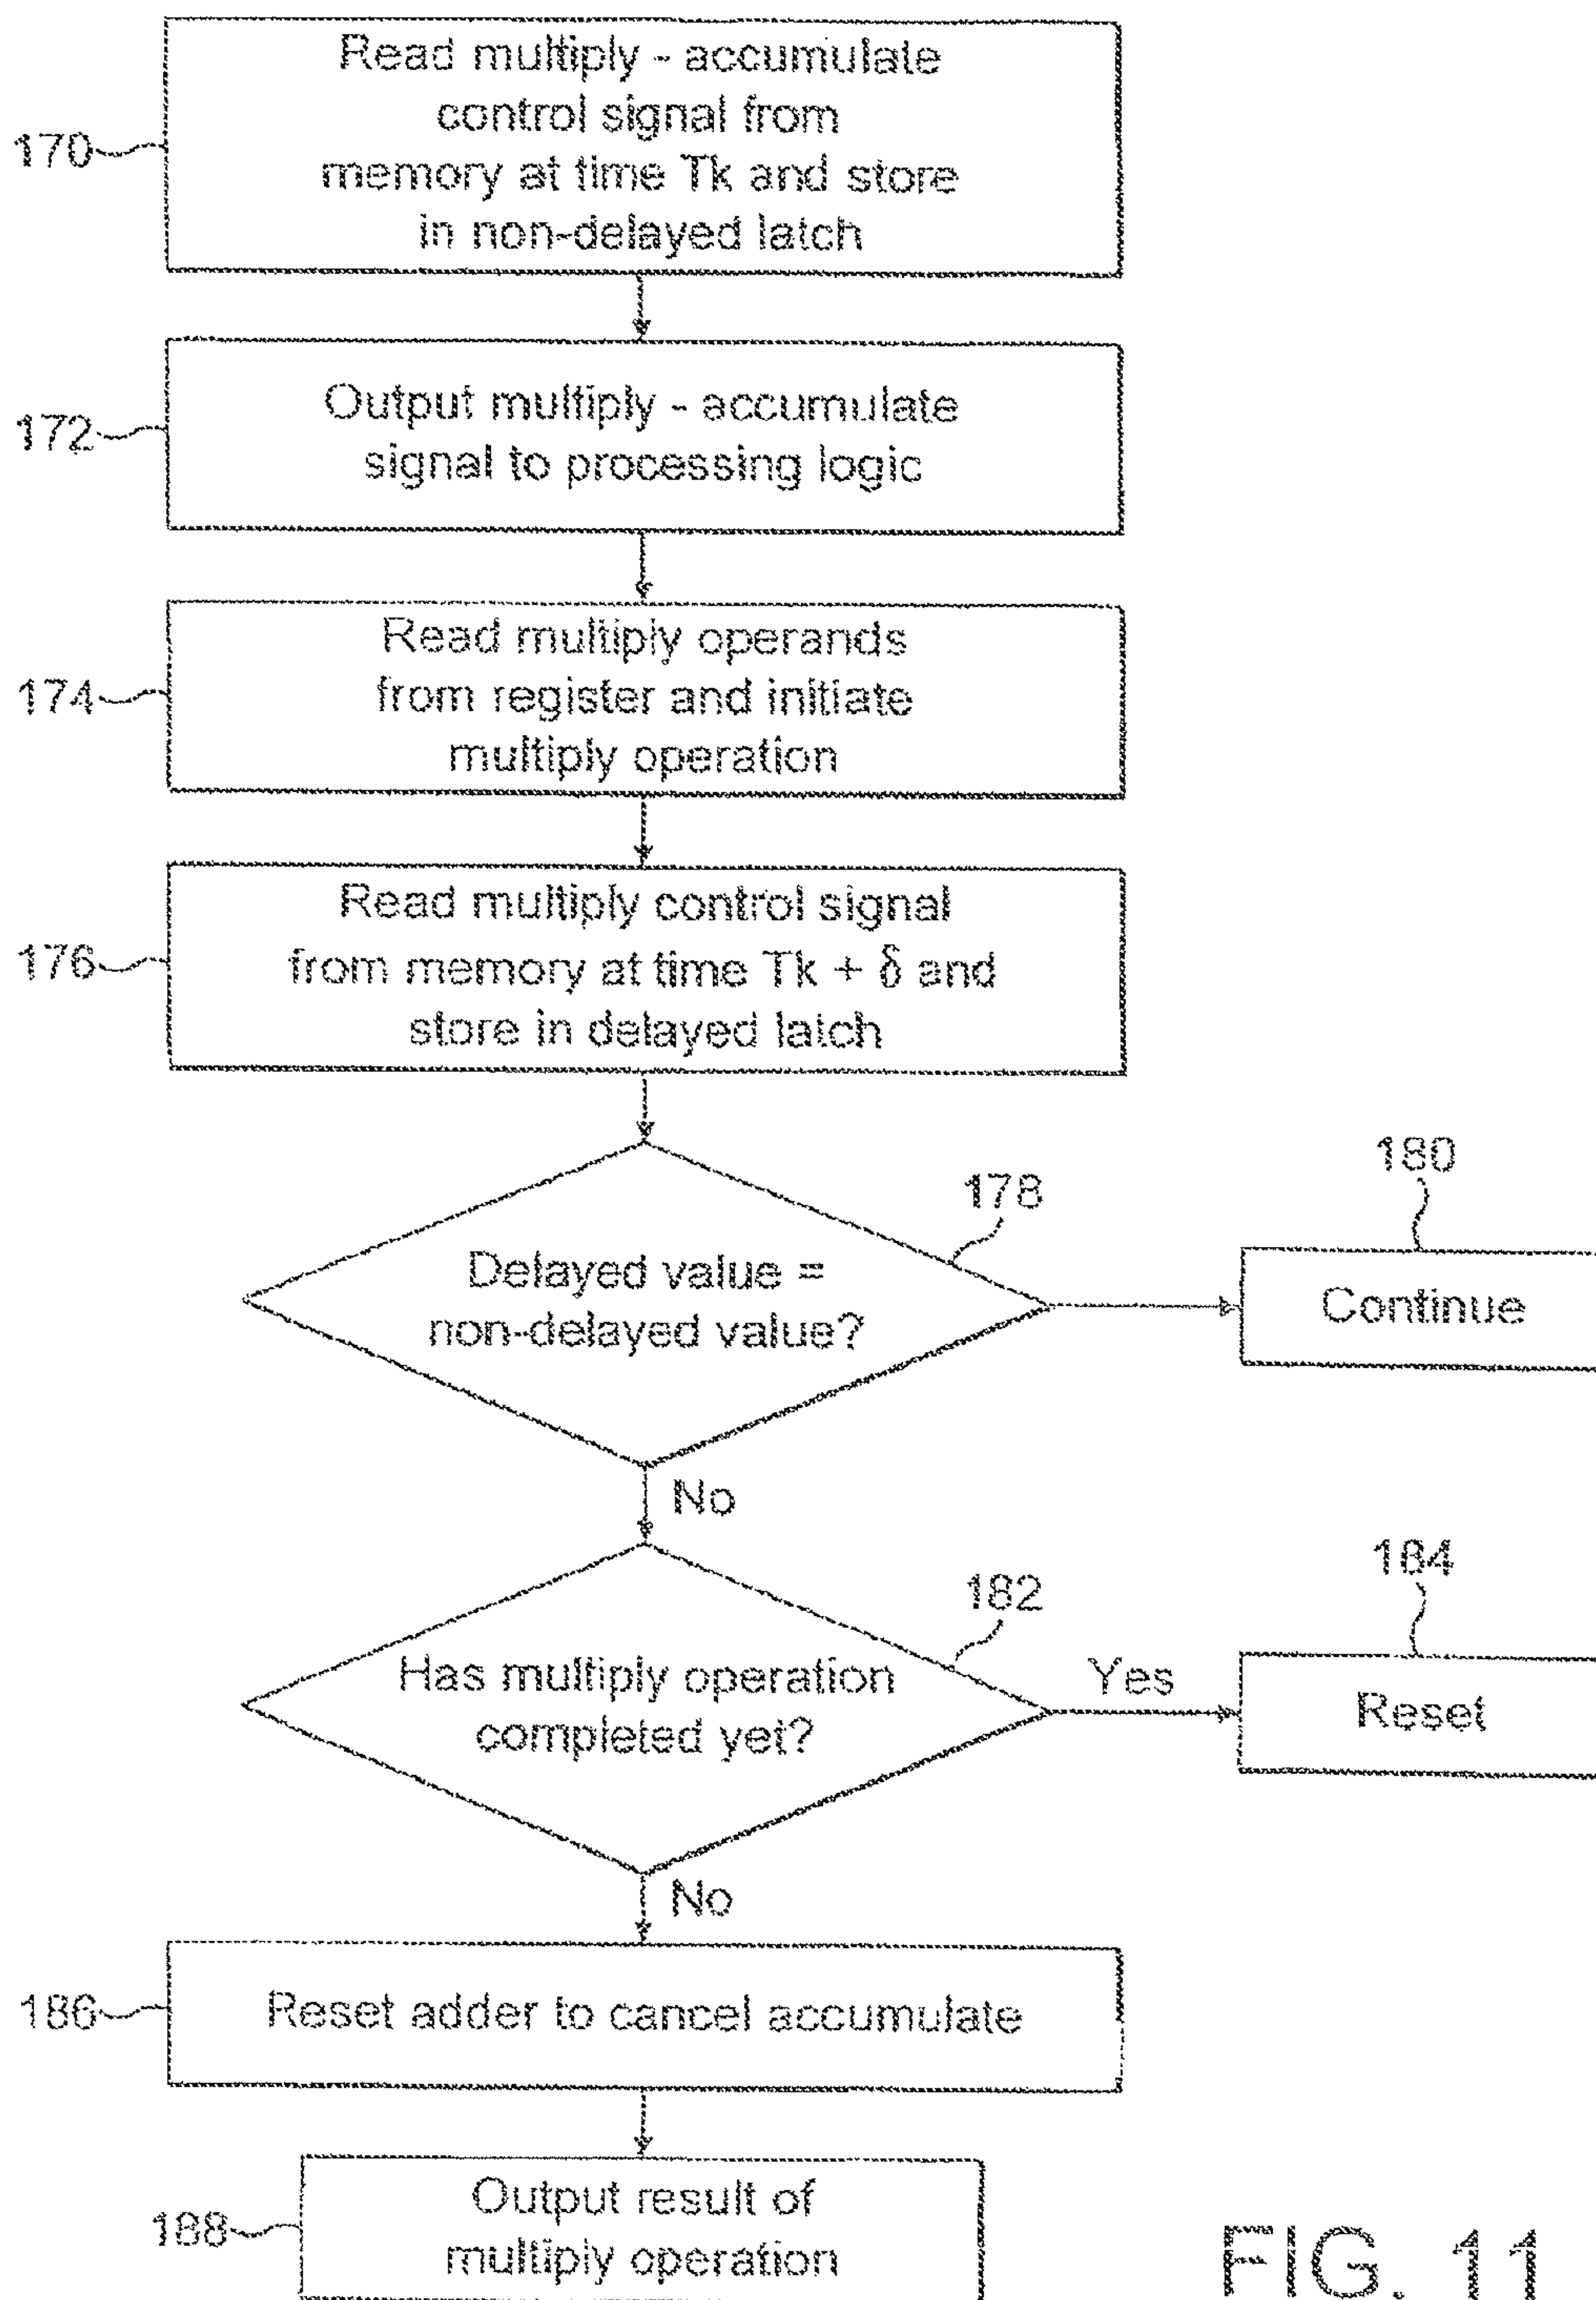 Read multiply - accumulate
control signal from
memory at time Tk and store
in non-delayed latch
170
Output multiply - accumulate
signal to processing logic
172
Read multiply operands
from register and initiate
multiply operation
174
Read multiply control signal
from memory at time Tk + δ and
store in delayed latch
176
Delayed value =
non-delayed value?
178
180
Continue
No
Has multiply operation
completed yet?
182
Yes
184
Reset
No
186
Reset adder to cancel accumulate
188
Output result of
multiply operation
FIG. 11